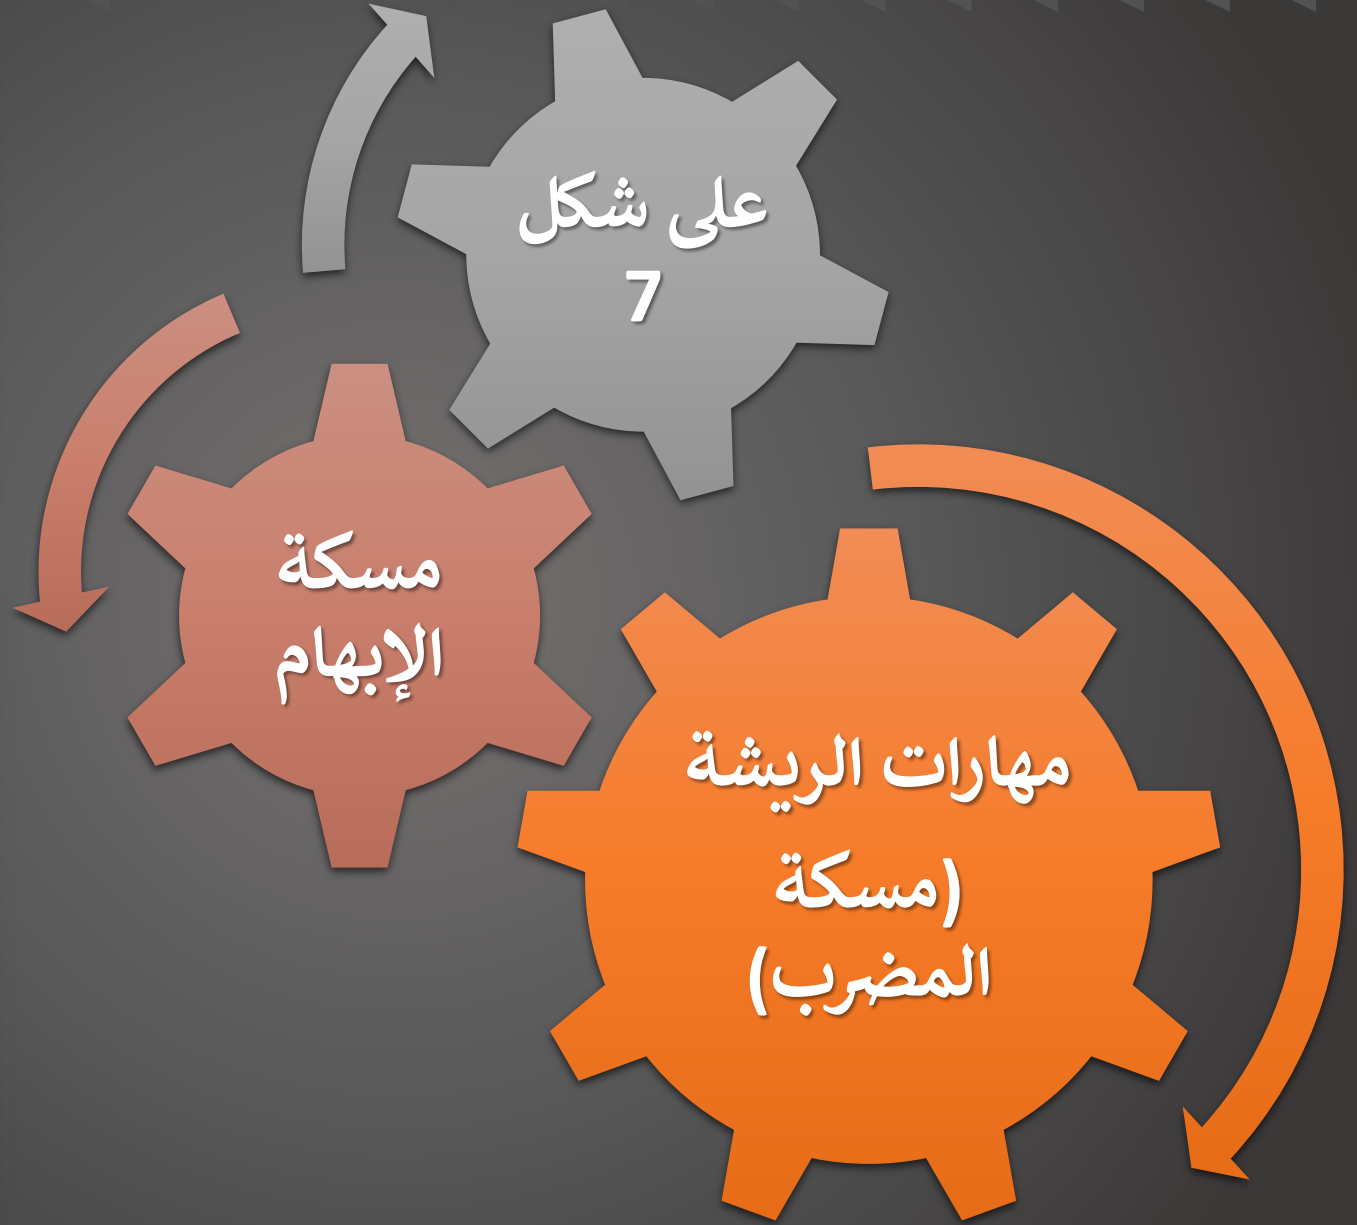 على شكل
7
مسكة
الإبهام
مهارات الريشة
(مسكة
المضرب)